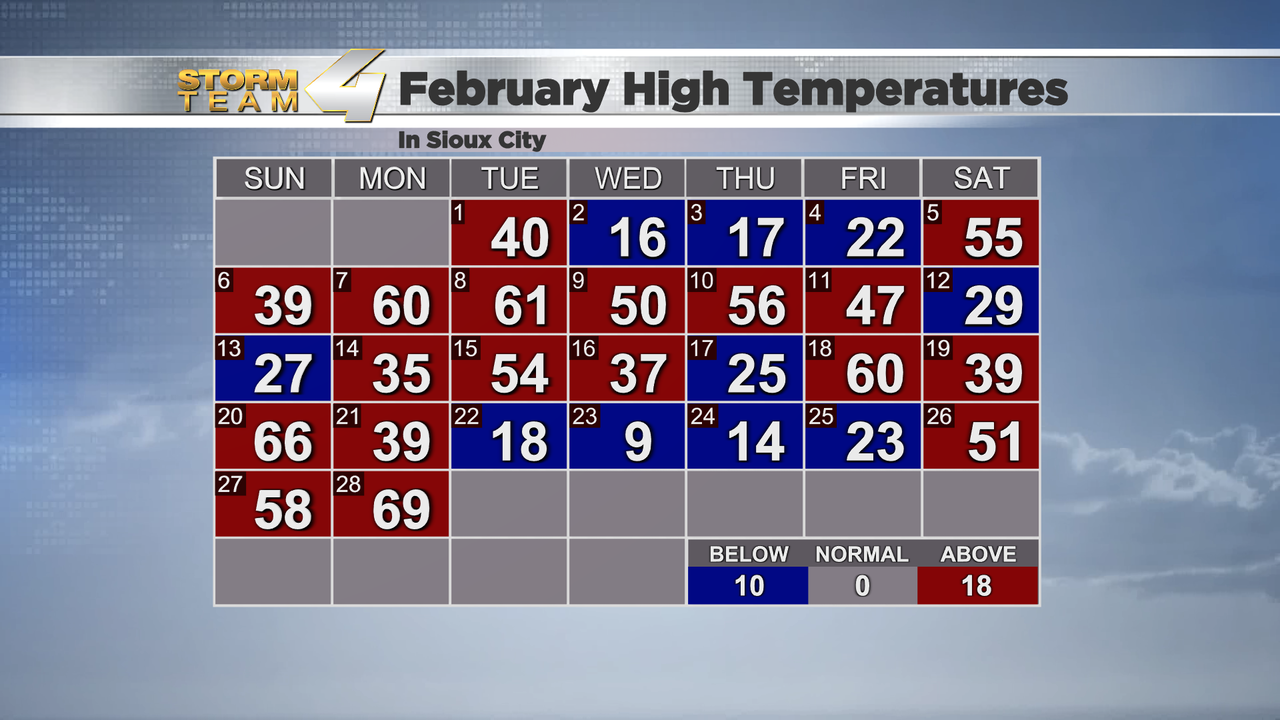 STORM TEAM 4 February High Temperatures
In Sioux City
SUN MON TUE WED THU FRI SAT
1 40 2 16 3 17 4 22 5 55
6 39 7 60 8 61 9 50 10 56 11 47 12 29
13 27 14 35 15 54 16 37 17 25 18 60 19 39
20 66 21 39 22 18 23 9 24 14 25 23 26 51
27 58 28 69
BELOW NORMAL ABOVE
10 0 18